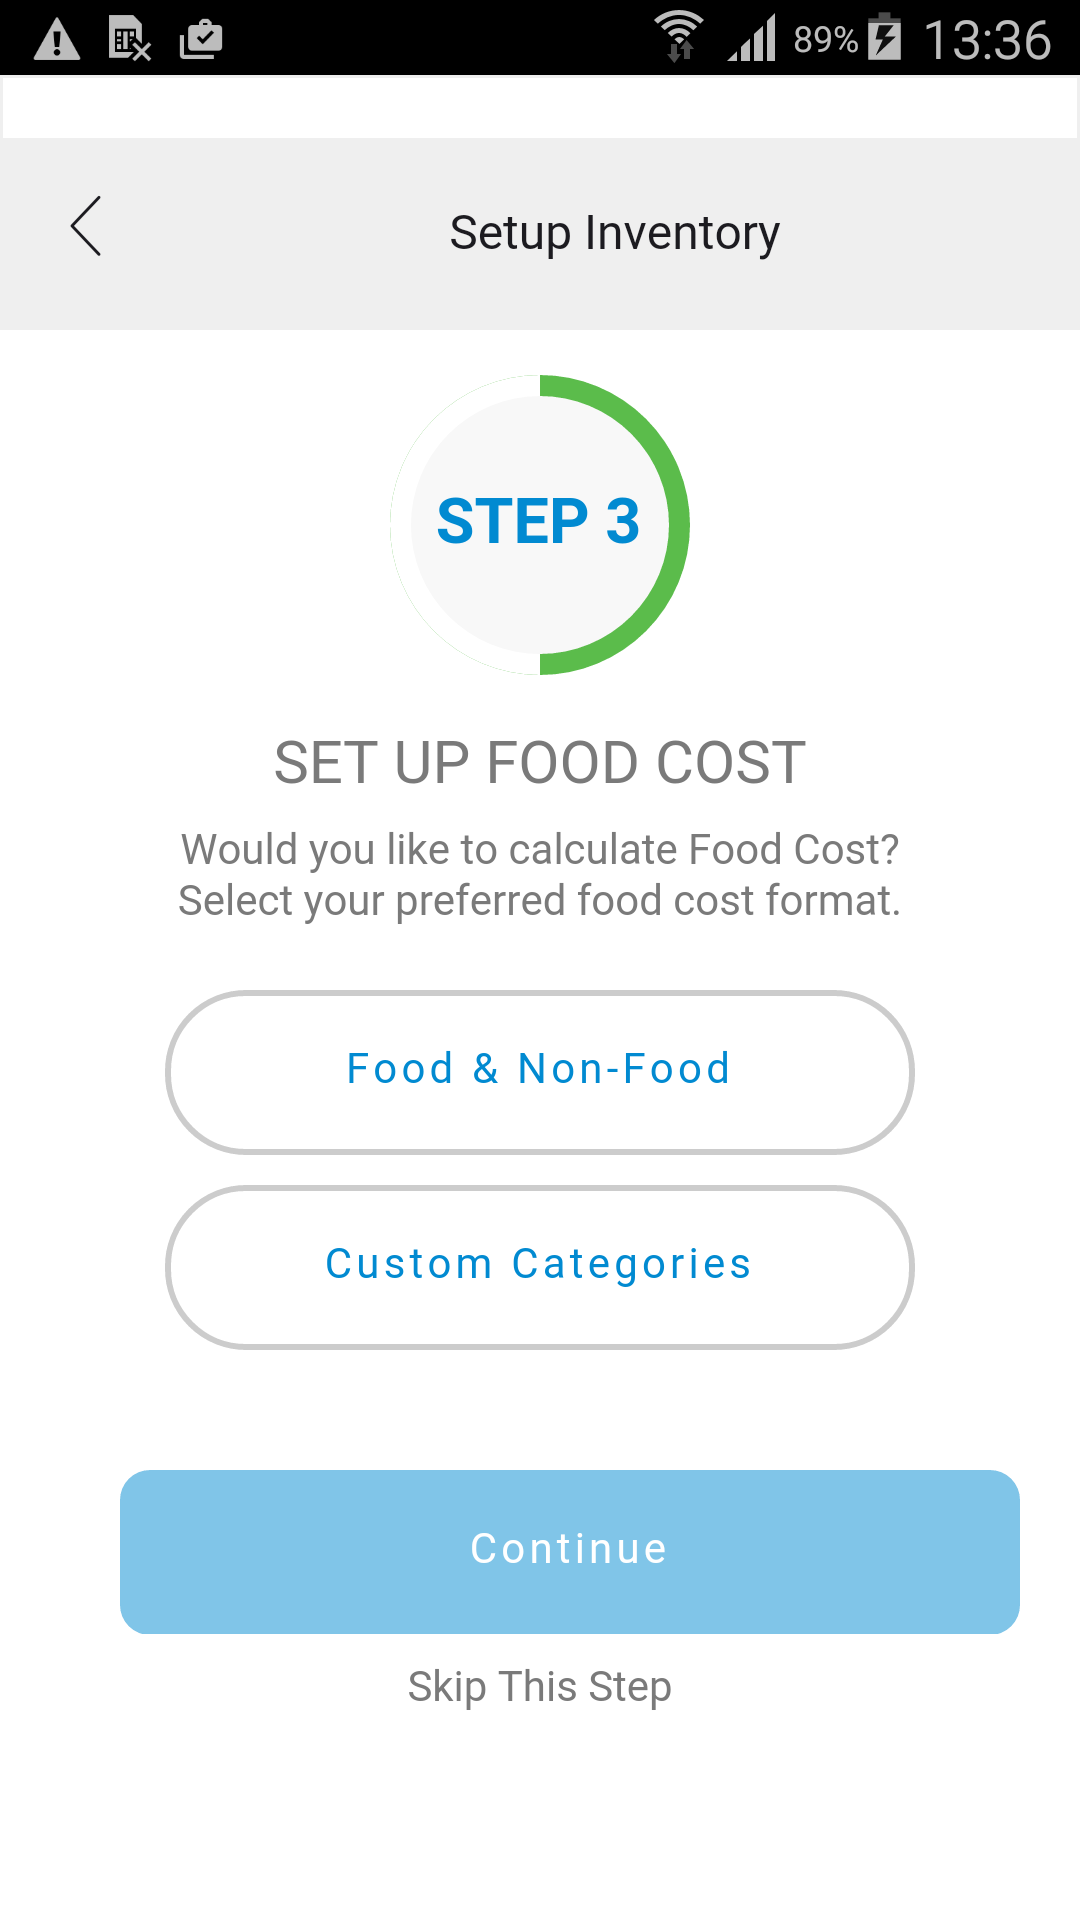 89% 13:36
Setup Inventory
STEP 3
SET UP FOOD COST
Would you like to calculate Food Cost?
Select your preferred food cost format.
Food & Non-Food
Custom Categories
Continue
Skip This Step